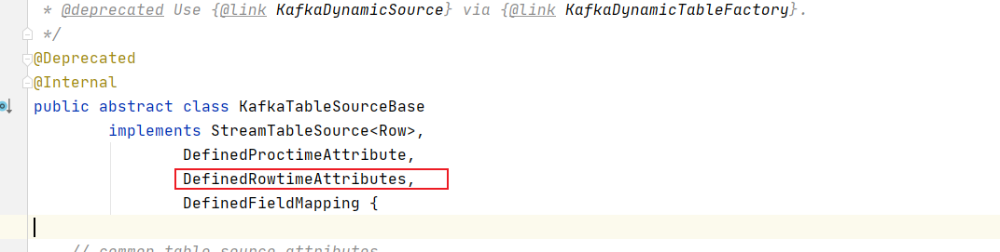 * @deprecated Use {@link KafkaDynamicSource} via {@link KafkaDynamicTableFactory}.
*/
@Deprecated
@Internal
public abstract class KafkaTableSourceBase
implements StreamTableSource<Row>,
DefinedProctimeAttribute,
DefinedRowtimeAttributes,
DefinedFieldMapping {
// common table source attributes